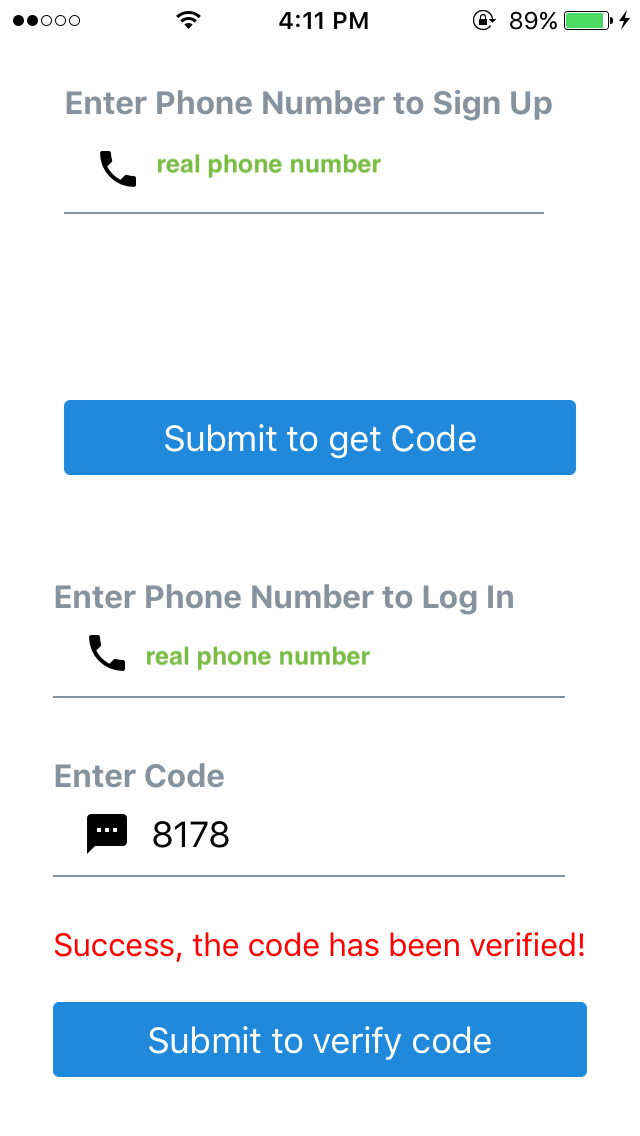 4:11 PM 89%
Enter Phone Number to Sign Up
real phone number
Submit to get Code
Enter Phone Number to Log In
real phone number
Enter Code
8178
Success, the code has been verified!
Submit to verify code